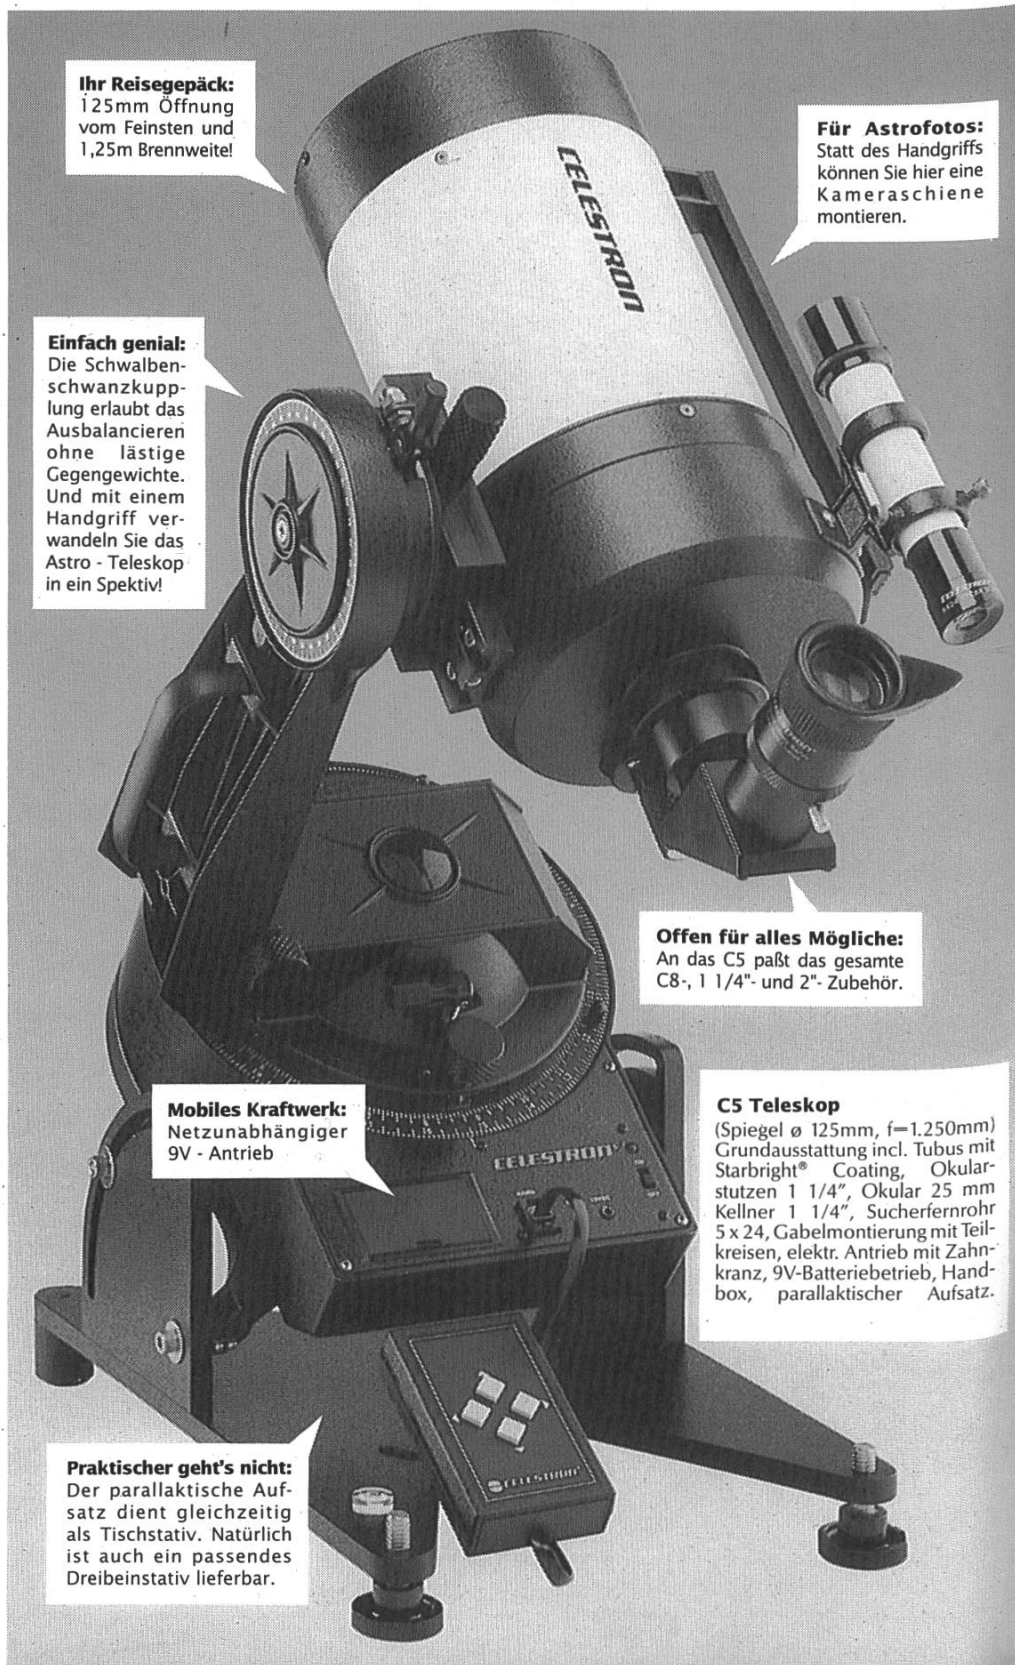 Ihr Reisegepäck:
125mm Öffnung
vom Feinsten und
1,25m Brennweite!
CELESTRON
Für Astrofotos:
Statt des Handgriffs
können Sie hier eine
Kameraschiene
montieren.
Einfach genial:
Die Schwalben-
schwanzkupp-
lung erlaubt das
Ausbalancieren
ohne lästige
Gegengewichte.
Und mit einem
Handgriff ver-
wandeln Sie das
Astro - Teleskop
in ein Spektiv!
CELESTRON
Offen für alles Mögliche:
An das C5 paßt das gesamte
C8-, 1 1/4"- und 2"- Zubehör.
Mobiles Kraftwerk:
Netzunabhängiger
9V - Antrieb
CELESTRON
ON
OFF
C5 Teleskop
(Spiegel ø 125mm, f=1.250mm)
Grundausstattung incl. Tubus mit
Starbright® Coating, Okular-
stutzen 1 1/4", Okular 25 mm
Kellner 1 1/4", Sucherfernrohr
5 x 24, Gabelmontierung mit Teil-
kreisen, elektr. Antrieb mit Zahn-
kranz, 9V-Batteriebetrieb, Hand-
box, parallaktischer Aufsatz.
CELESTRON
Praktischer geht's nicht:
Der parallaktische Auf-
satz dient gleichzeitig
als Tischstativ. Natürlich
ist auch ein passendes
Dreibeinstativ lieferbar.